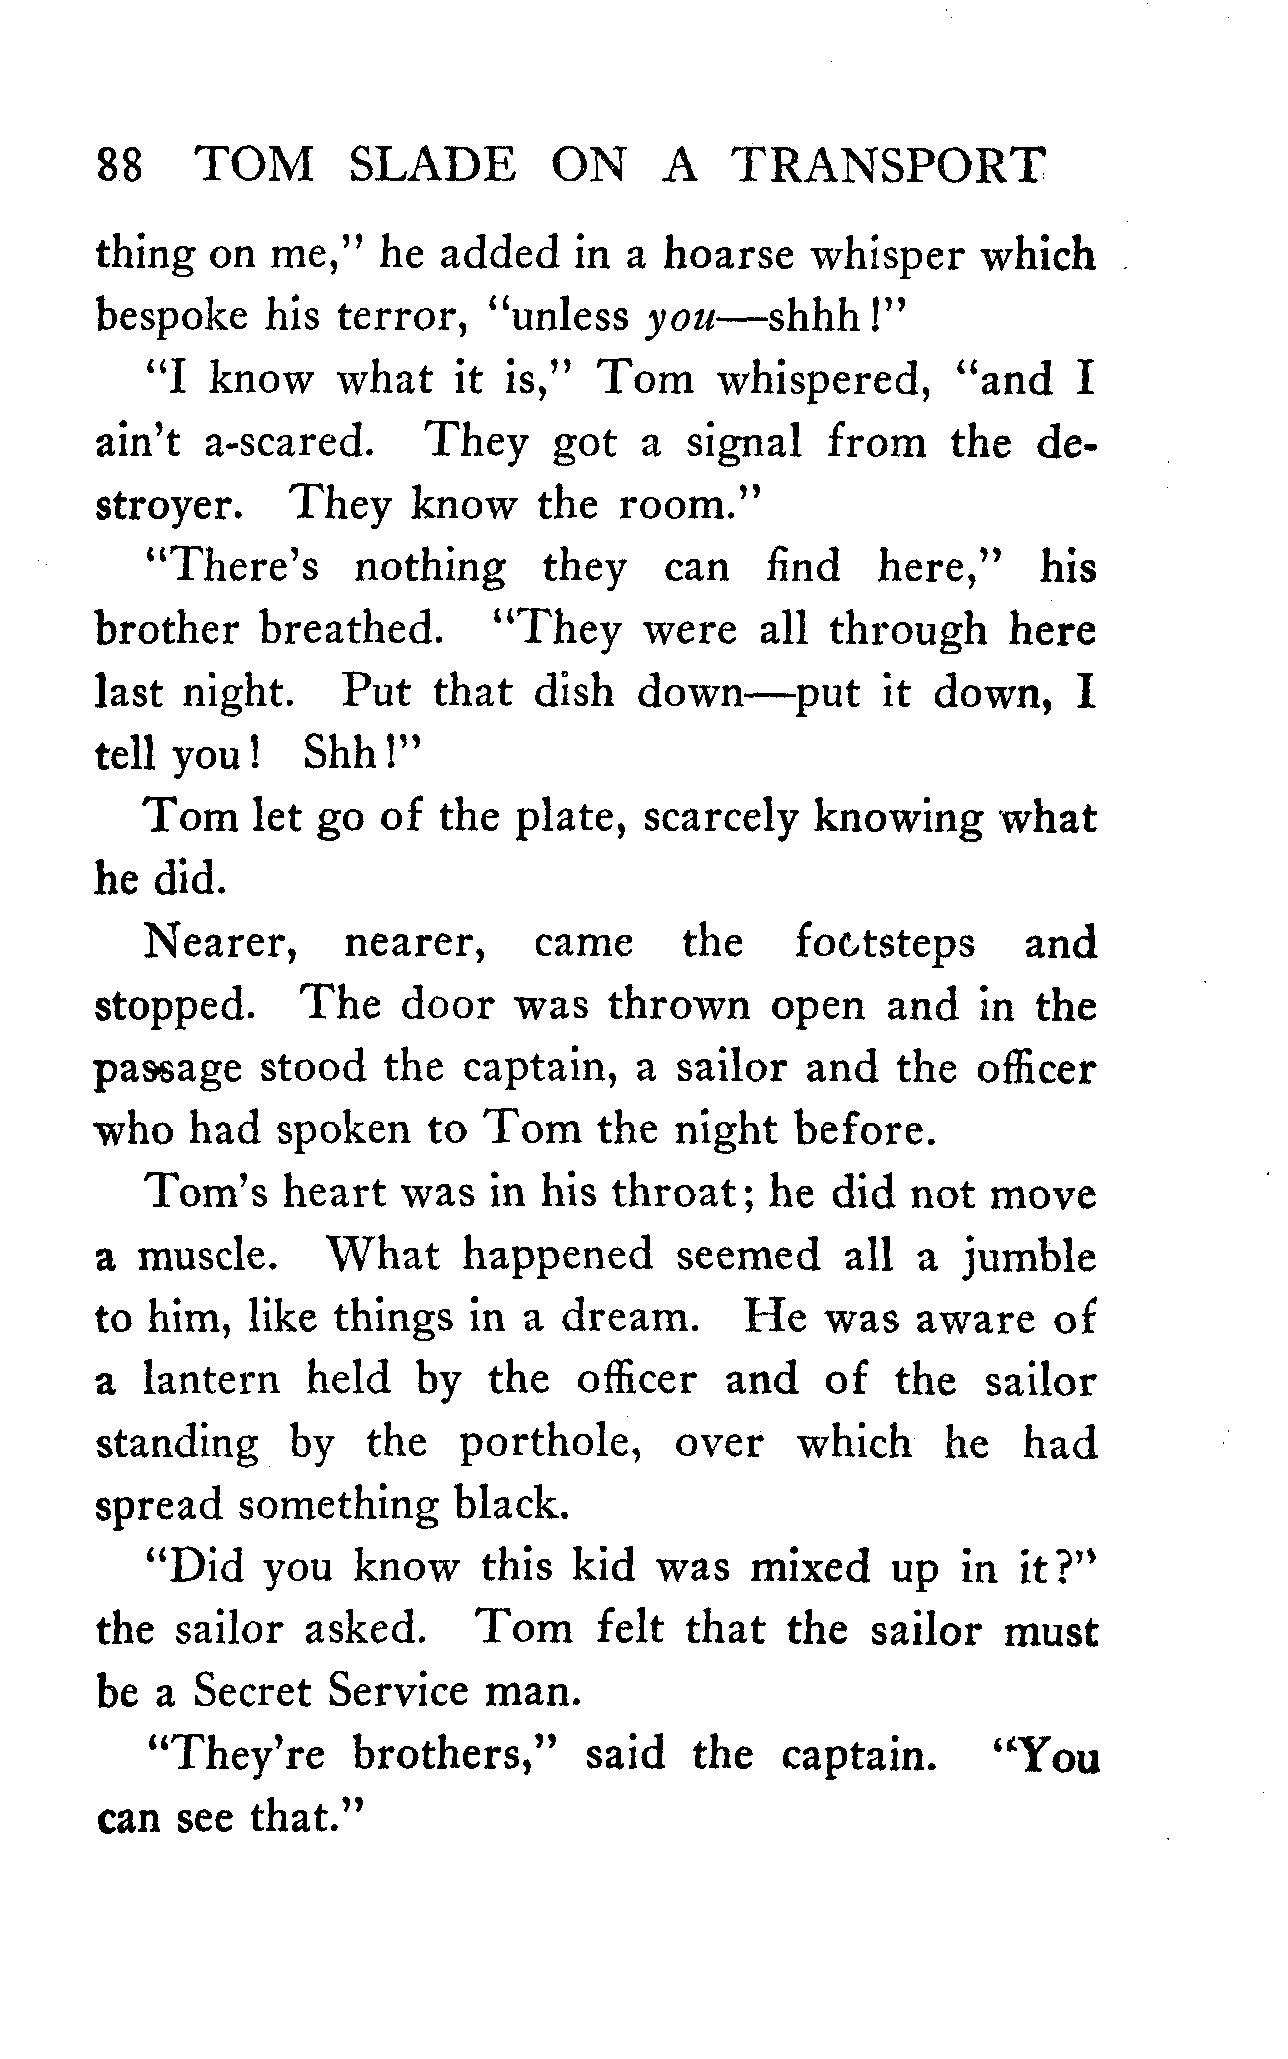 88 TOM SLADE ON A TRANSPORT
thing on me,” he added in a hoarse whisper which
bespoke his terror, “unless you—shhh!”
“I know what it is,” Tom whispered, “and I
ain't a-scared. They got a signal from the de-
stroyer. They know the room.”
“There's nothing they can find here,” his
brother breathed. “They were all through here
last night. Put that dish down—put it down, I
tell you! Shh!”
Tom let go of the plate, scarcely knowing what
he did.
Nearer, nearer, came the footsteps and
stopped. The door was thrown open and in the
passage stood the captain, a sailor and the officer
who had spoken to Tom the night before.
Tom's heart was in his throat; he did not move
a muscle. What happened seemed all a jumble
to him, like things in a dream. He was aware of
a lantern held by the officer and of the sailor
standing by the porthole, over which he had
spread something black.
“Did you know this kid was mixed up in it?”
the sailor asked. Tom felt that the sailor must
be a Secret Service man.
“They're brothers,” said the captain. “You
can see that.”